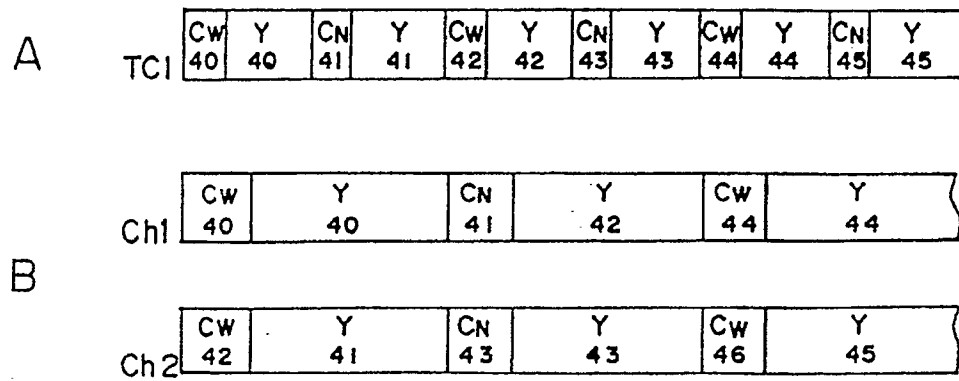 A
TC1
CW Y CN Y CW Y CN Y CW Y CN Y
40 40 41 41 42 42 43 43 44 44 45 45
Ch1
CW Y CN Y CW Y
40 40 41 42 44 44
B
Ch2
CW Y CN Y CW Y
42 41 43 43 46 45